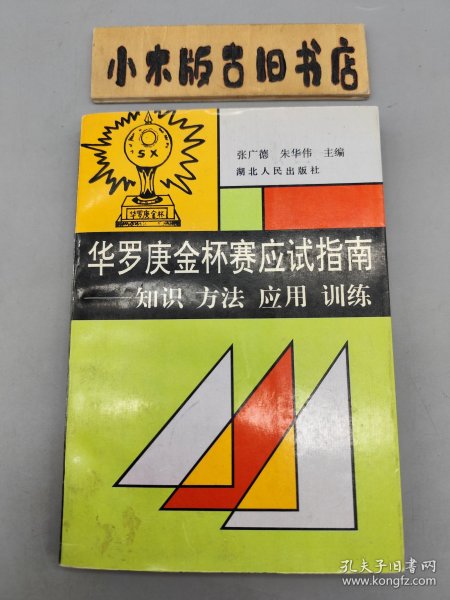 小宋版古旧书店
张广德 朱华伟 主编
湖北人民出版社
SX
华罗庚金杯
华罗庚金杯赛应试指南
——知识 方法 应用 训练
孔夫子旧书网
www.kongfz.com